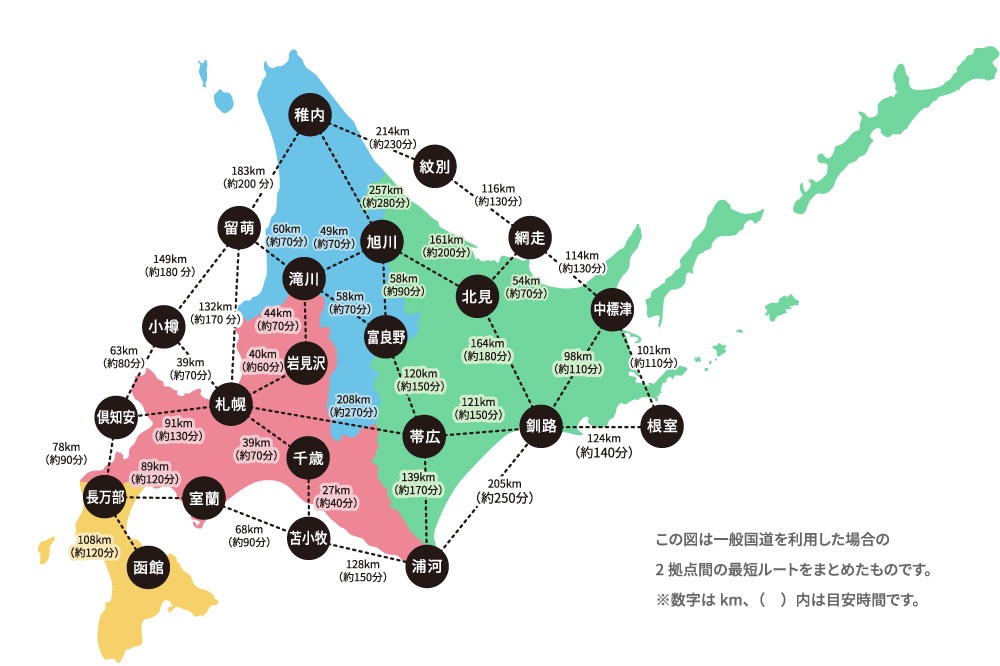 稚内
214km
(約230分)
紋別
183km
(約200 分)
257km
(約280分)
116km
(約130分)
留萌
60km
(約70分)
49km
(約70分)
旭川
161km
(約200分)
網走
149km
(約180 分)
滝川
58km
(約90分)
54km
(約70分)
114km
(約130分)
132km
(約170 分)
58km
(約70分)
北見
中標津
小樽
44km
(約70分)
富良野
63km
(約80分)
39km
(約70分)
40km
(約60分)
岩見沢
164km
(約180分)
98km
(約110分)
101km
(約110分)
120km
(約150分)
倶知安
札幌
208km
(約270分)
121km
(約150分)
91km
(約130分)
帯広
釧路
根室
78km
(約90分)
39km
(約70分)
千歳
124km
(約140分)
89km
(約120分)
長万部
室蘭
27km
(約40分)
139km
(約170分)
205km
(約250分)
108km
(約120分)
68km
(約90分)
苫小牧
函館
128km
(約150分)
浦河
この図は一般国道を利用した場合の
2 拠点間の最短ルートをまとめたものです。
※数字は km、（　）内は目安時間です。